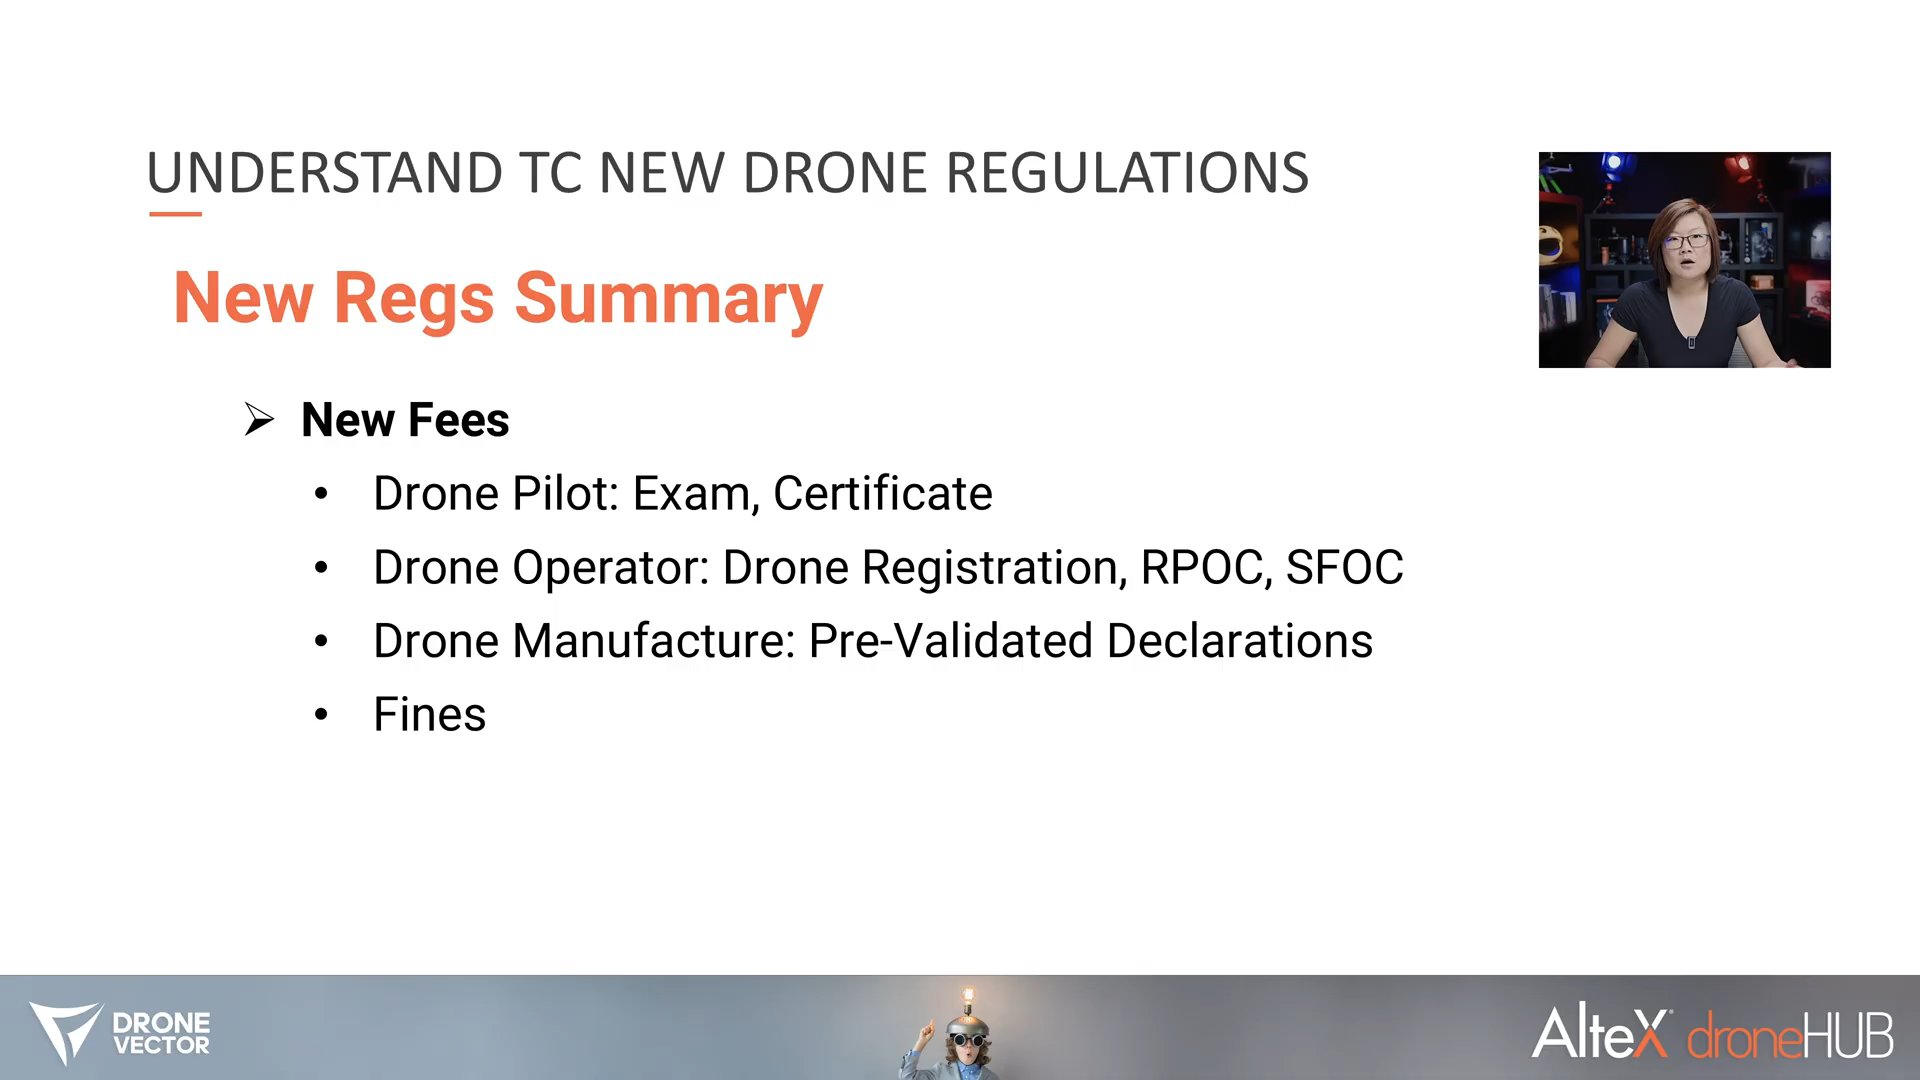 UNDERSTAND TC NEW DRONE REGULATIONS
New Regs Summary
➢ New Fees
• Drone Pilot: Exam, Certificate
• Drone Operator: Drone Registration, RPOC, SFOC
• Drone Manufacture: Pre-Validated Declarations
• Fines
DRONE
VECTOR
AlteX droneHUB